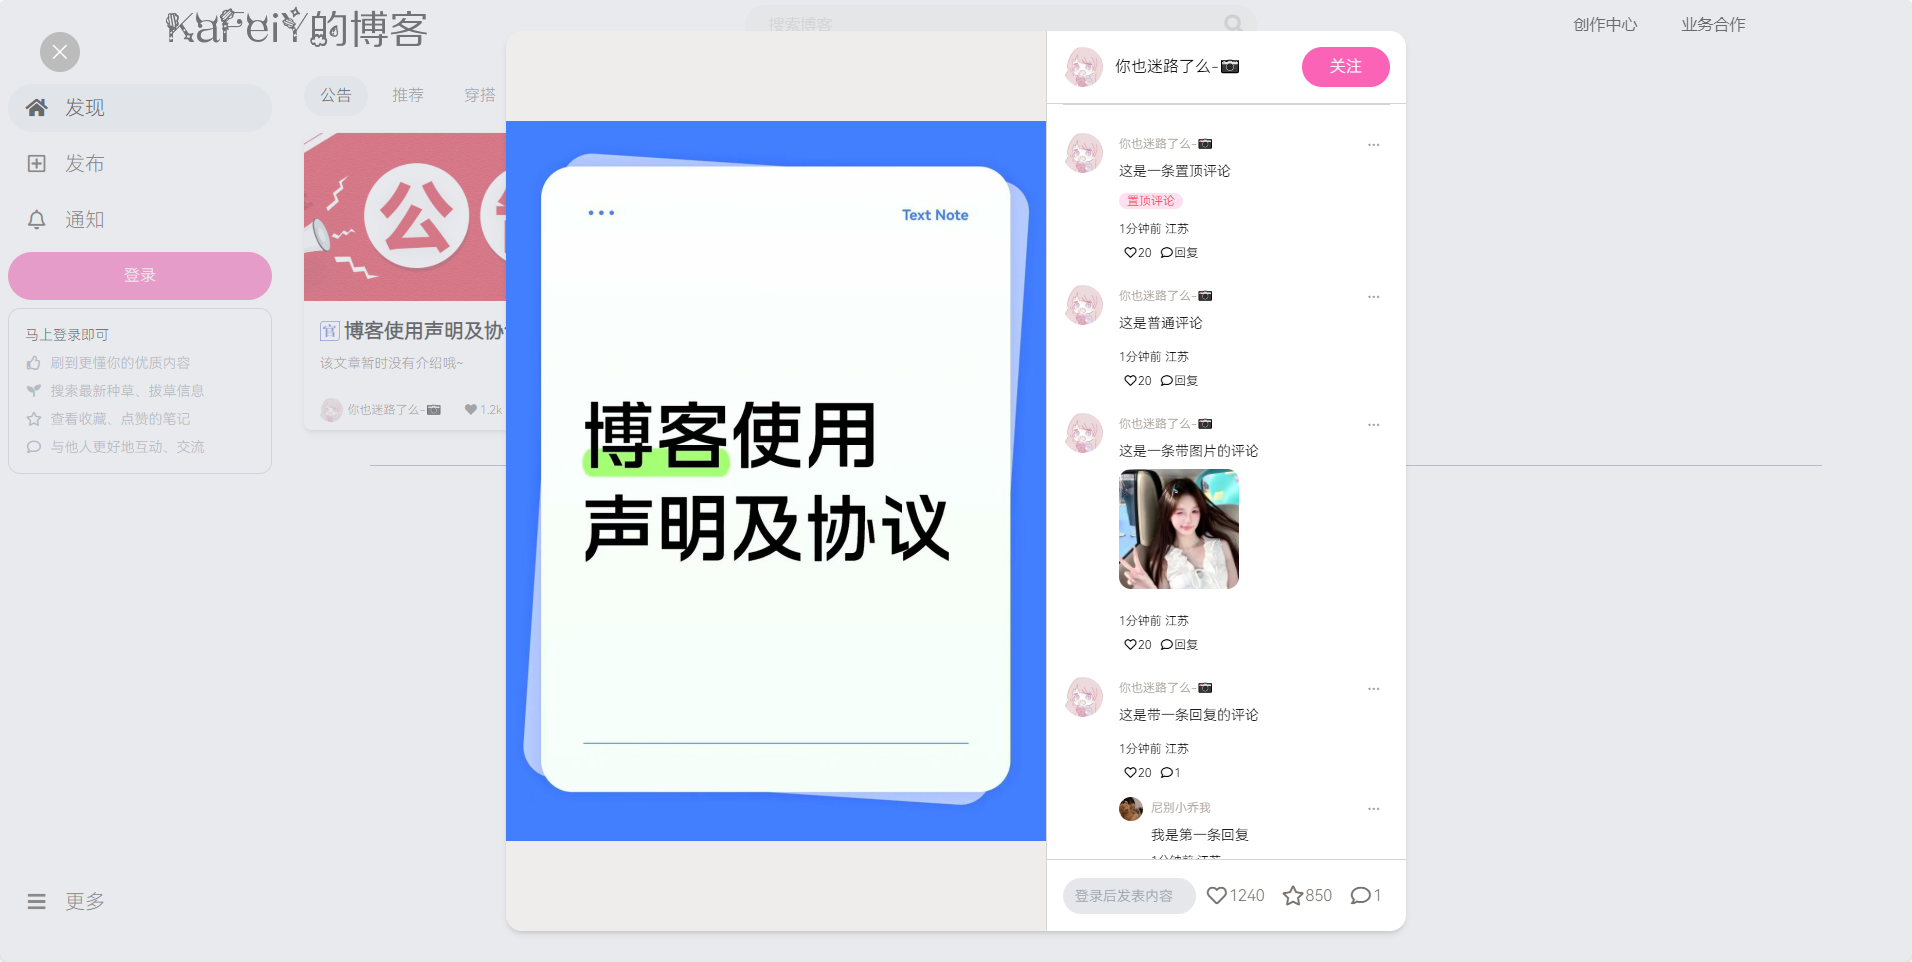 KaFeiY的博客
搜索博客
创作中心
业务合作
发现
发布
通知
登录
马上登录即可
刷到更懂你的优质内容
搜索最新种草、拔草信息
查看收藏、点赞的笔记
与他人更好地互动、交流
更多
公告
推荐
穿搭
公
官 博客使用声明及协
该文章暂时没有介绍哦~
你也迷路了么-
1.2k
Text Note
博客使用
声明及协议
你也迷路了么-
关注
你也迷路了么-
这是一条置顶评论
置顶评论
1分钟前 江苏
20 回复
你也迷路了么-
这是普通评论
1分钟前 江苏
20 回复
你也迷路了么-
这是一条带图片的评论
1分钟前 江苏
20 回复
你也迷路了么-
这是带一条回复的评论
1分钟前 江苏
20 1
尼别小乔我
我是第一条回复
1分钟前 江苏
登录后发表内容
1240
850
1